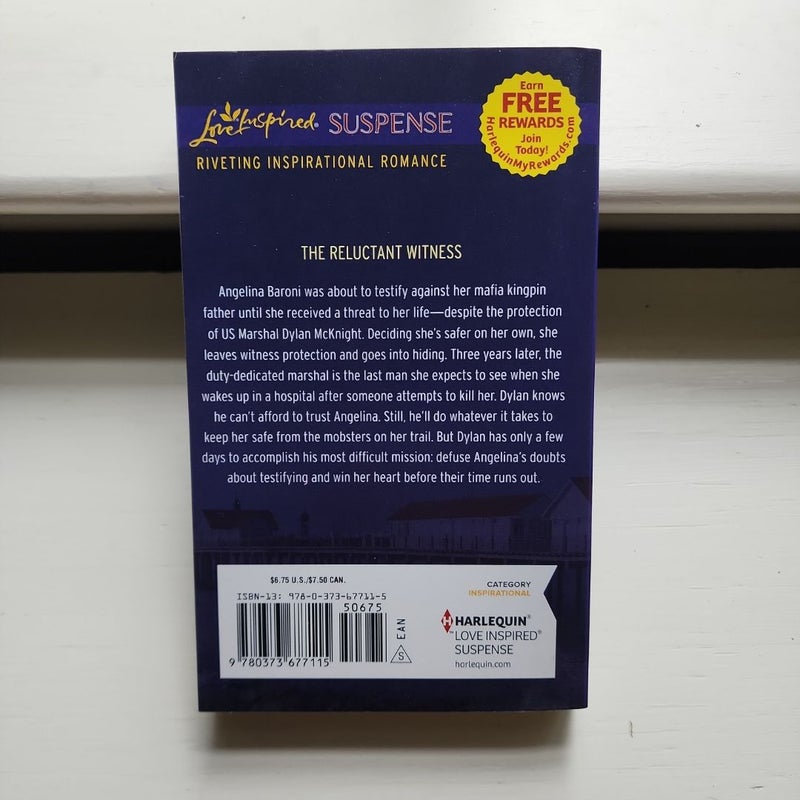 Love Inspired® SUSPENSE
RIVETING INSPIRATIONAL ROMANCE
Earn
FREE
REWARDS
Join
Today!
HarlequinMyRewards.com
THE RELUCTANT WITNESS
Angelina Baroni was about to testify against her mafia kingpin
father until she received a threat to her life—despite the protection
of US Marshal Dylan McKnight. Deciding she's safer on her own, she
leaves witness protection and goes into hiding. Three years later, the
duty-dedicated marshal is the last man she expects to see when she
wakes up in a hospital after someone attempts to kill her. Dylan knows
he can't afford to trust Angelina. Still, he'll do whatever it takes to
keep her safe from the mobsters on her trail. But Dylan has only a few
days to accomplish his most difficult mission: defuse Angelina's doubts
about testifying and win her heart before their time runs out.
$6.75 U.S./$7.50 CAN.
ISBN-13: 978-0-373-67711-5
50675
9 780373 677115
EAN
S
CATEGORY
INSPIRATIONAL
H HARLEQUIN®
™LOVE INSPIRED®
SUSPENSE
harlequin.com